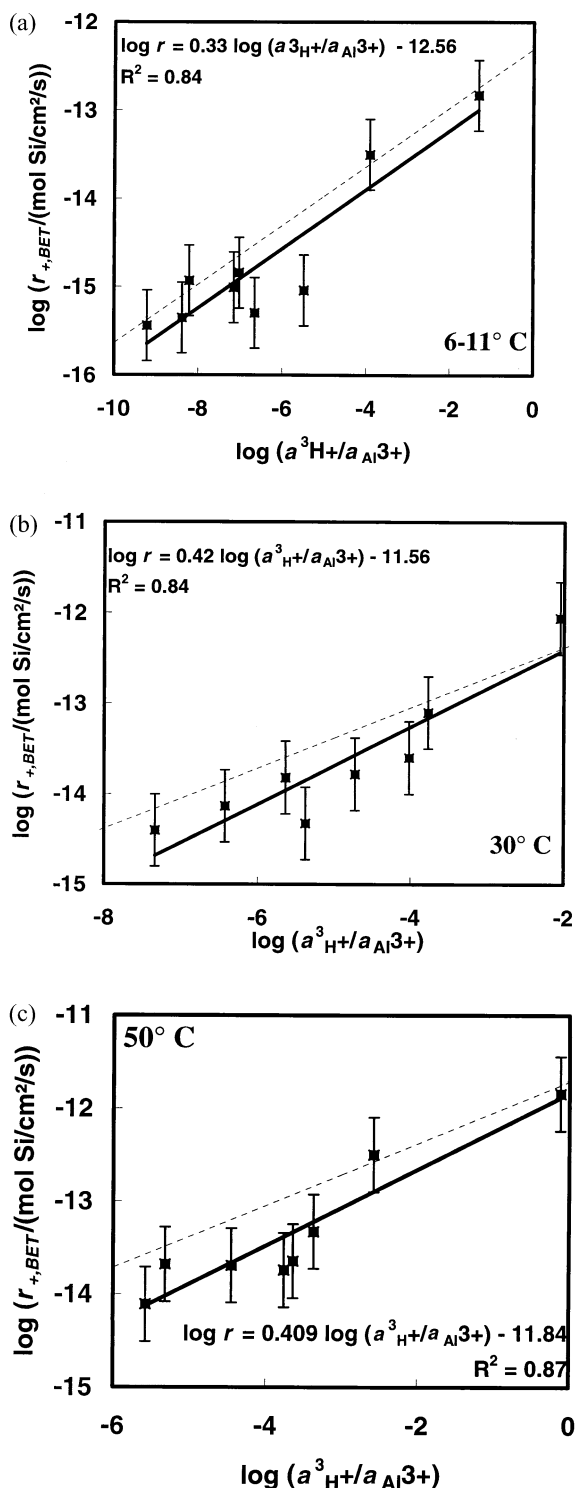 (a)
-12
log r = 0.33 log (a3H+/aAl3+) - 12.56
R² = 0.84
-13
-14
-15
-16
log (r+,BET/(mol Si/cm²/s))
6-11° C
-10 -8 -6 -4 -2 0
log (a³H+/aAl3+)
(b)
-11
log r = 0.42 log (a³H+/aAl3+) - 11.56
R² = 0.84
-12
-13
-14
-15
log (r+,BET/(mol Si/cm²/s))
30° C
-8 -6 -4 -2
log (a³H+/aAl3+)
(c)
-11
50° C
-12
-13
-14
-15
log (r+,BET/(mol Si/cm²/s))
log r = 0.409 log (a³H+/aAl3+) - 11.84
R² = 0.87
-6 -4 -2 0
log (a³H+/aAl3+)